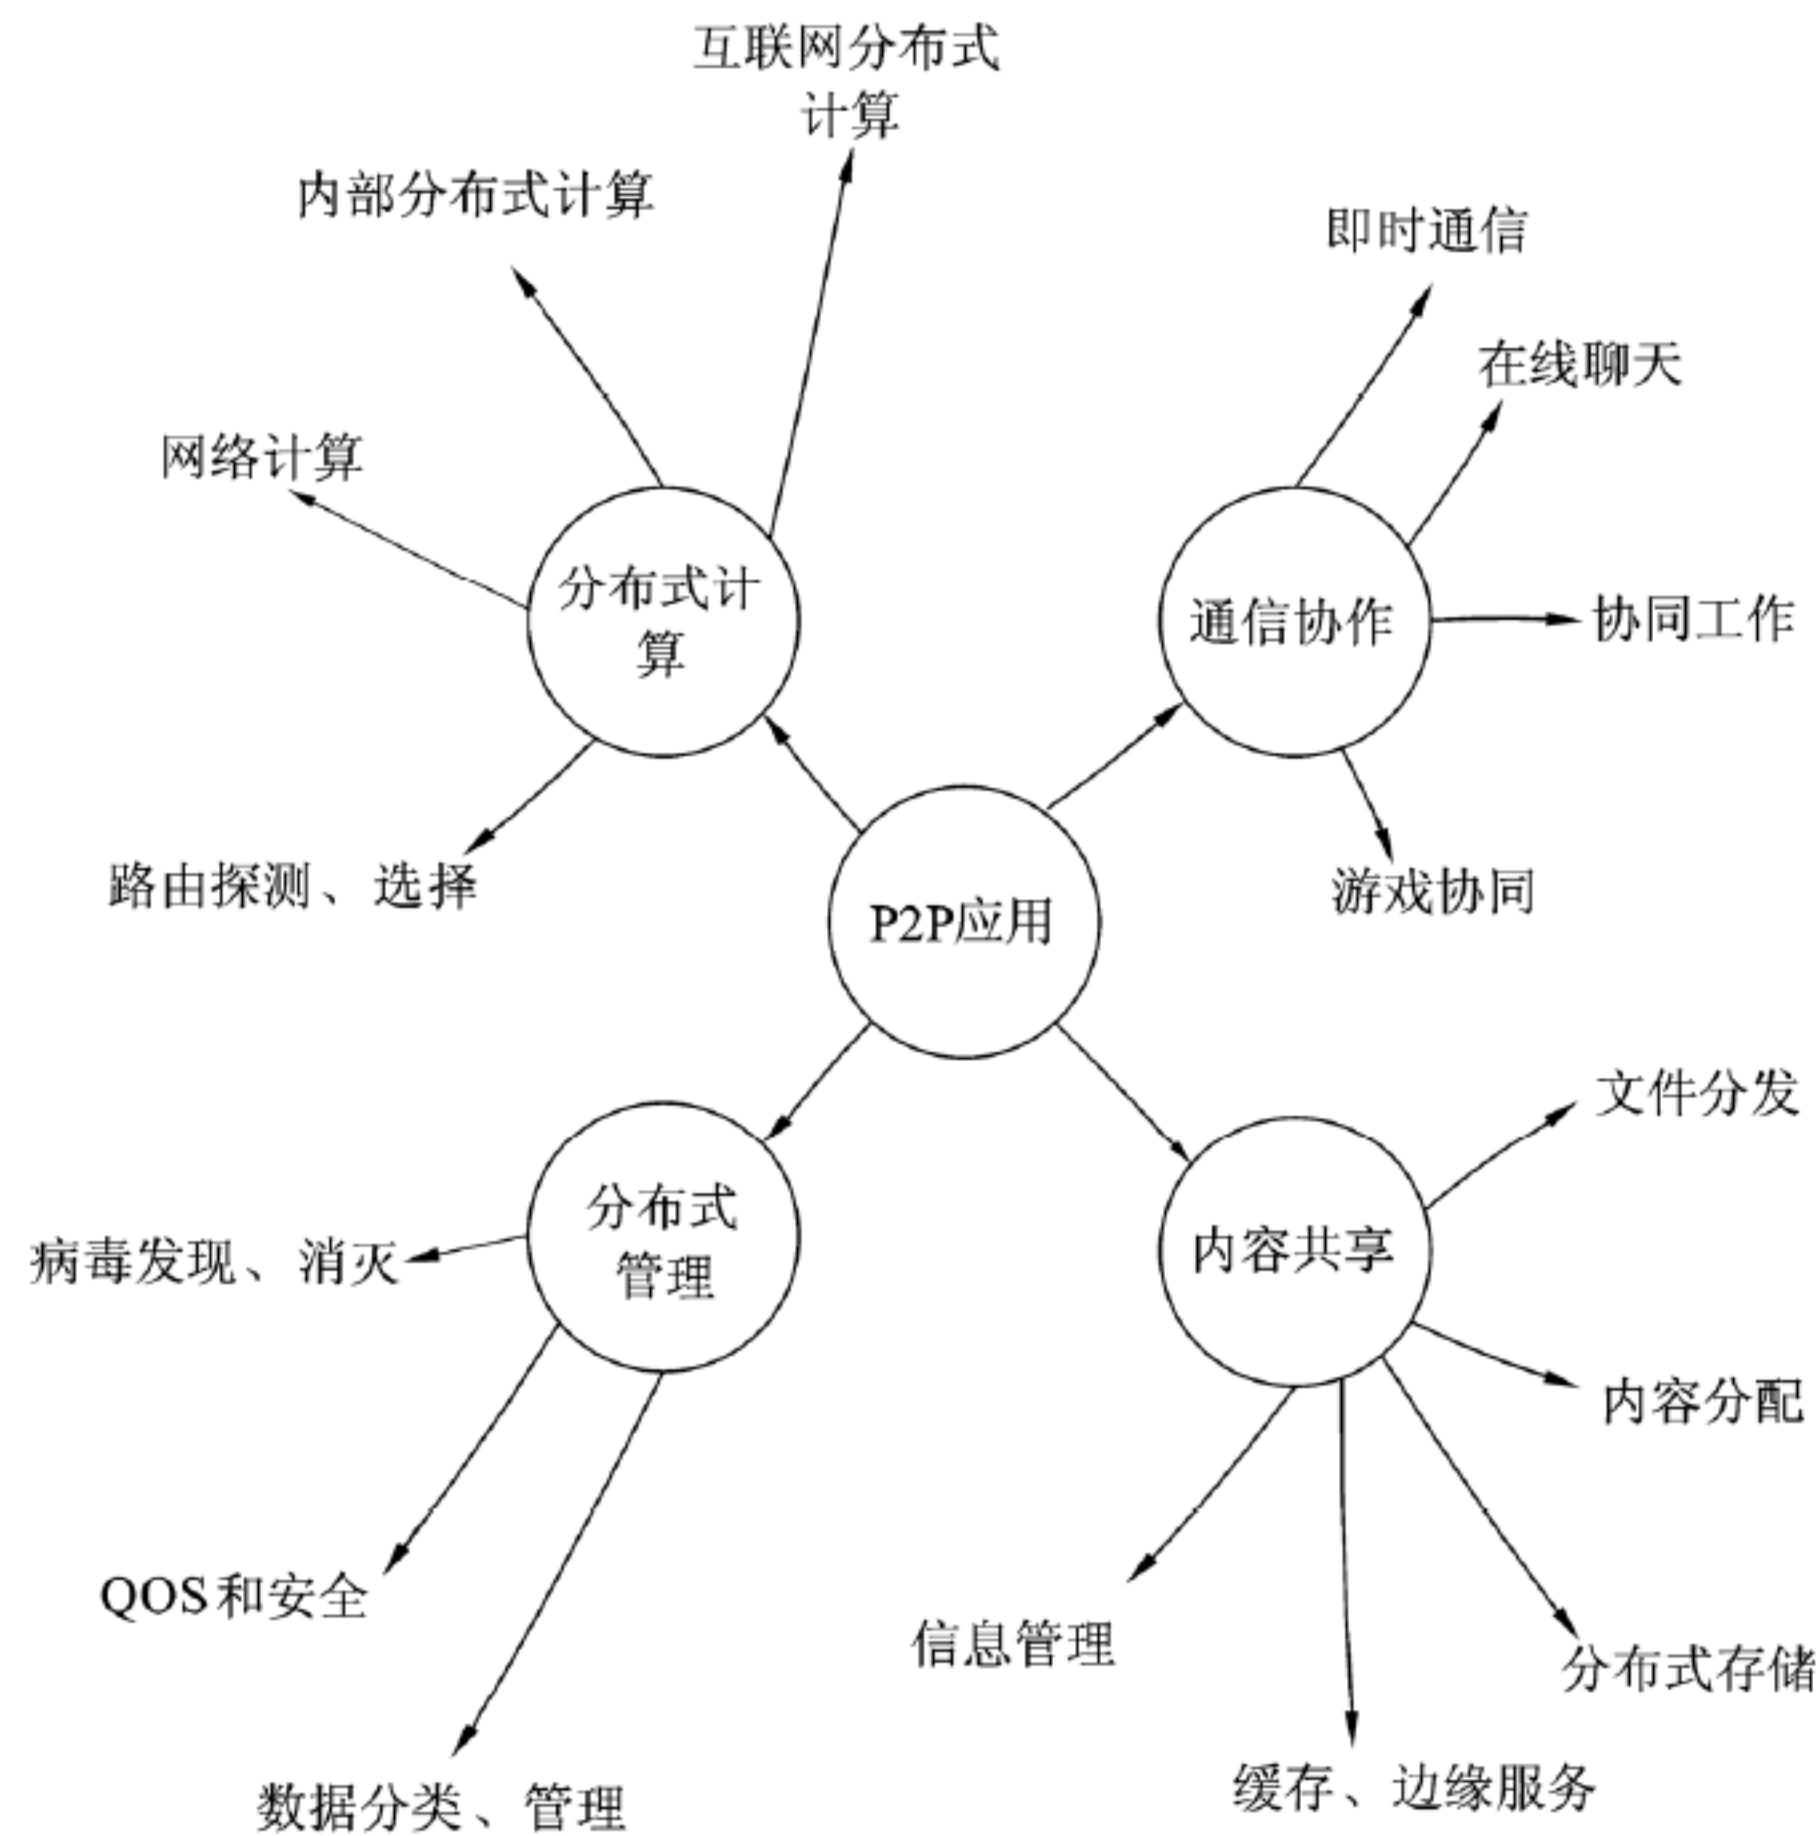 互联网分布式
计算
内部分布式计算
即时通信
在线聊天
网络计算
分布式计
算
通信协作
协同工作
路由探测、选择
游戏协同
P2P应用
文件分发
分布式
管理
病毒发现、消灭
内容共享
内容分配
QOS和安全
信息管理
分布式存储
缓存、边缘服务
数据分类、管理